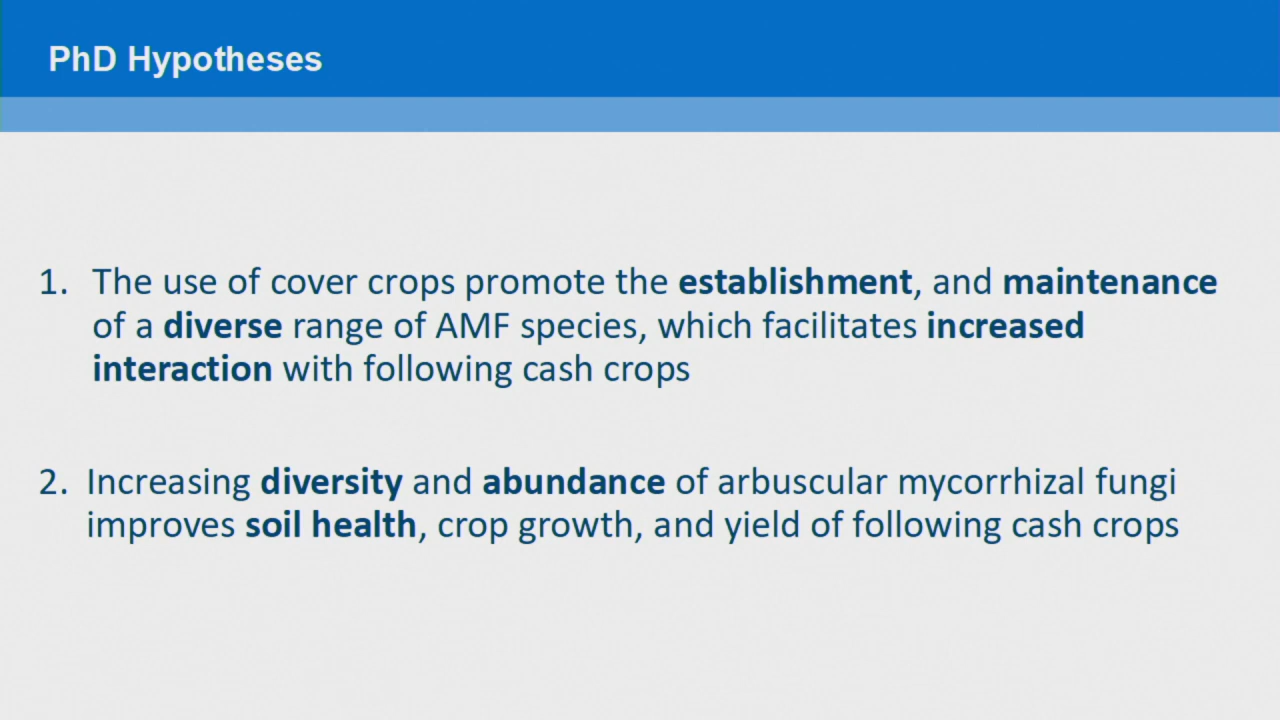 PhD Hypotheses
1. The use of cover crops promote the establishment, and maintenance
of a diverse range of AMF species, which facilitates increased
interaction with following cash crops
2. Increasing diversity and abundance of arbuscular mycorrhizal fungi
improves soil health, crop growth, and yield of following cash crops